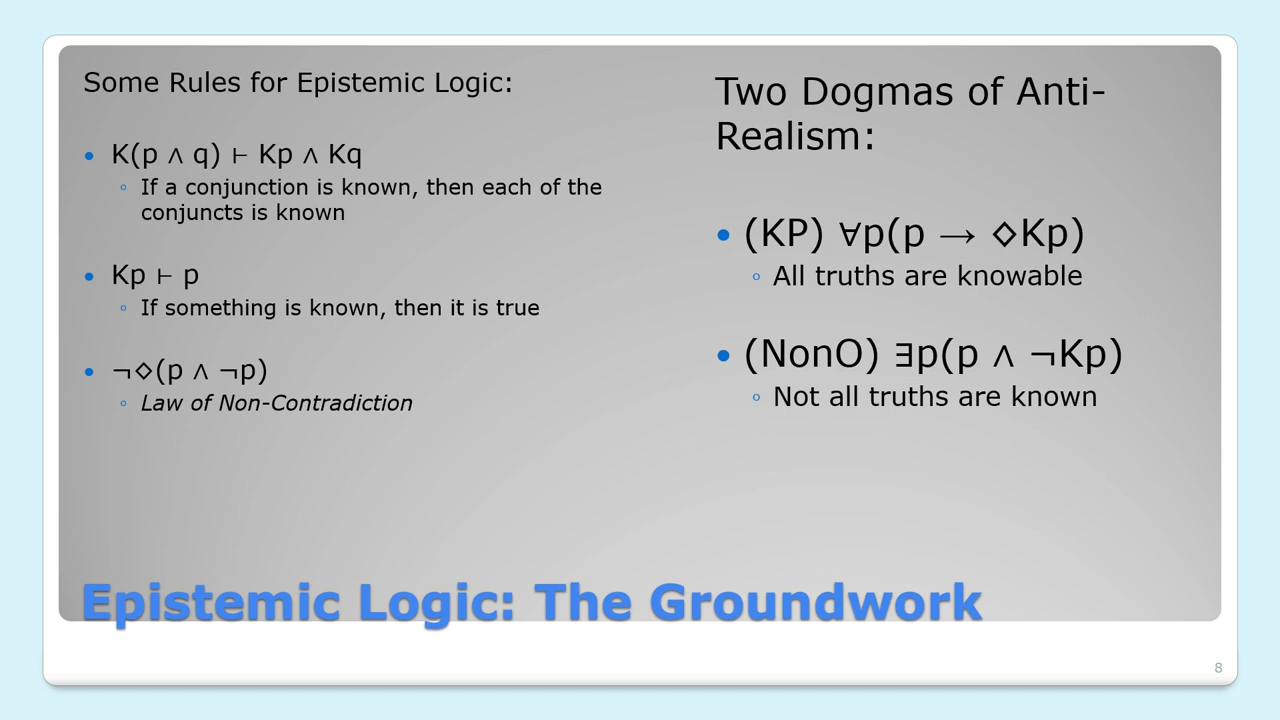 Some Rules for Epistemic Logic:
• K(p ∧ q) ⊢ Kp ∧ Kq
◦ If a conjunction is known, then each of the
conjuncts is known
• Kp ⊢ p
◦ If something is known, then it is true
• ¬◇(p ∧ ¬p)
◦ Law of Non-Contradiction
Two Dogmas of Anti-
Realism:
• (KP) ∀p(p → ◇Kp)
◦ All truths are knowable
• (NonO) ∃p(p ∧ ¬Kp)
◦ Not all truths are known
Epistemic Logic: The Groundwork
8